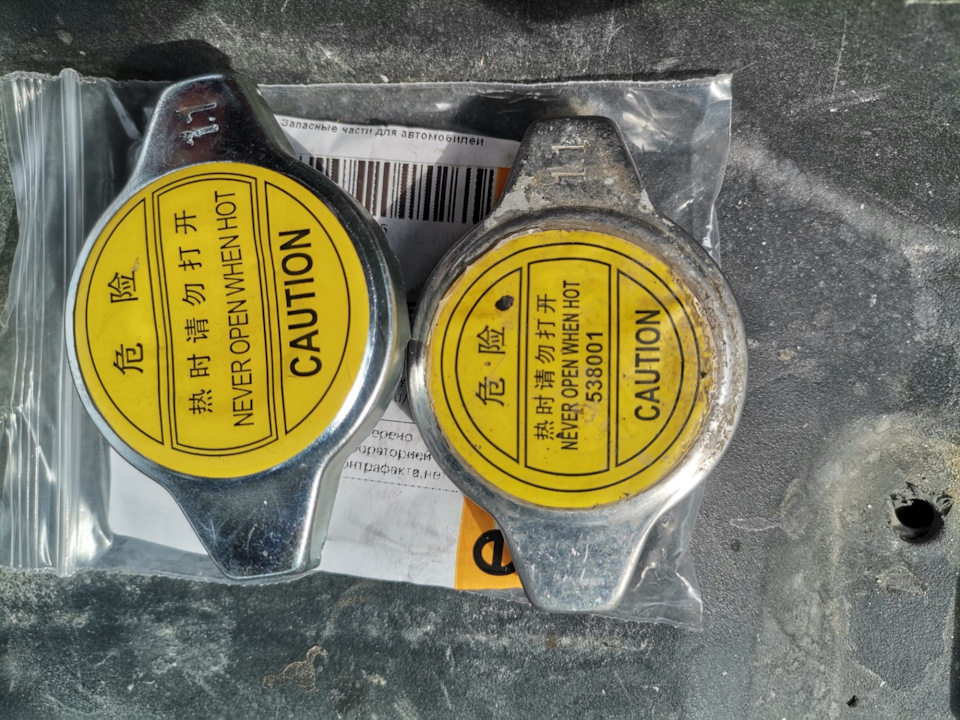 1.1
危 险
热 时 请 勿 打 开
NEVER OPEN WHEN HOT
CAUTION
Запасные части для автомобилей
1.1
危 · 险
热 时 请 勿 打 开
NEVER OPEN WHEN HOT
538001
CAUTION
e